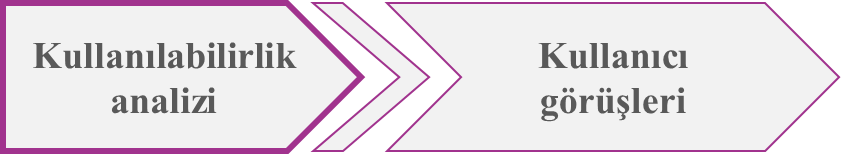 Kullanılabilirlik
analizi
Kullanıcı
görüşleri